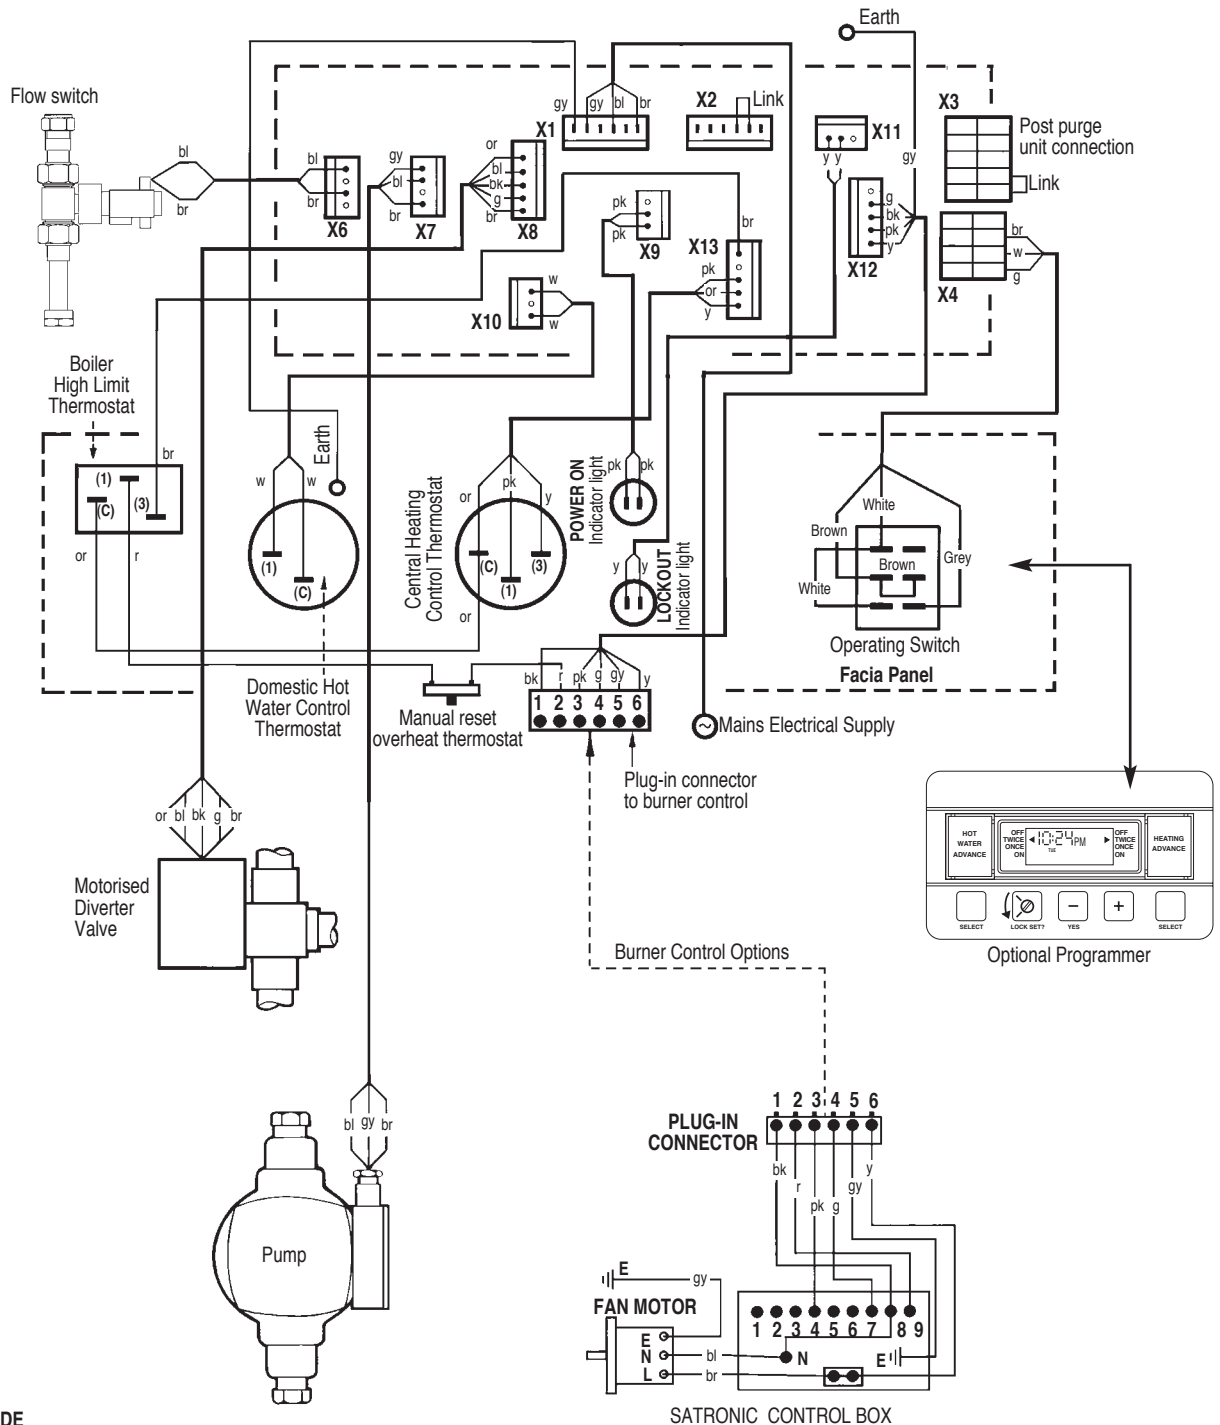 Earth
Flow switch
bl
br
bl
br
X6
gy
bl
br
X7
or
bl
bk
g
br
X8
X1
gy
gy
bl
br
X2
Link
X11
y y
gy
X3
Post purge
unit connection
Link
g
bk
pk
y
X12
br
w
g
X4
pk
pk
X9
X13
br
pk
or
y
X10
w
w
Boiler
High Limit
Thermostat
br
(1)
(C)
(3)
or
r
Earth
w
w
(1)
(C)
Domestic Hot
Water Control
Thermostat
Central Heating
Control Thermostat
or
pk
y
(C)
(1)
(3)
or
POWER ON
Indicator light
pk
pk
LOCKOUT
Indicator light
y
y
White
Brown
Brown
Grey
White
Operating Switch
Facia Panel
Manual reset
overheat thermostat
bk
r
pk
g
gy
y
1 2 3 4 5 6
Mains Electrical Supply
Plug-in connector
to burner control
or bl bk g br
Motorised
Diverter
Valve
HOT
WATER
ADVANCE
OFF
TWICE
ONCE
ON
10:24PM
TUE
OFF
TWICE
ONCE
ON
HEATING
ADVANCE
SELECT
LOCK SET?
–
YES
+
SELECT
Optional Programmer
Burner Control Options
bl gy br
Pump
1 2 3 4 5 6
PLUG-IN
CONNECTOR
bk
r
pk
g
gy
y
E
gy
FAN MOTOR
E
N
L
bl
br
1 2 3 4 5 6 7 8 9
N
E
SATRONIC CONTROL BOX
DE